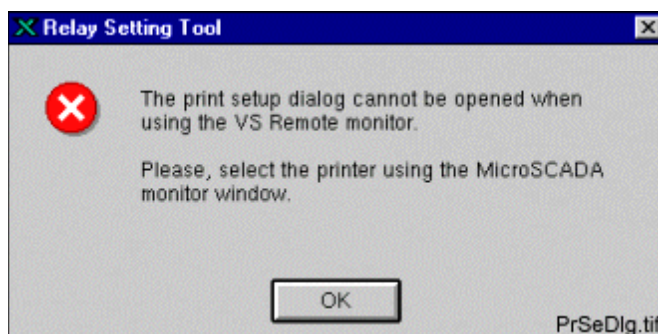 Relay Setting Tool
The print setup dialog cannot be opened when
using the VS Remote monitor.
Please, select the printer using the MicroSCADA
monitor window.
OK
PrSeDlg.tif